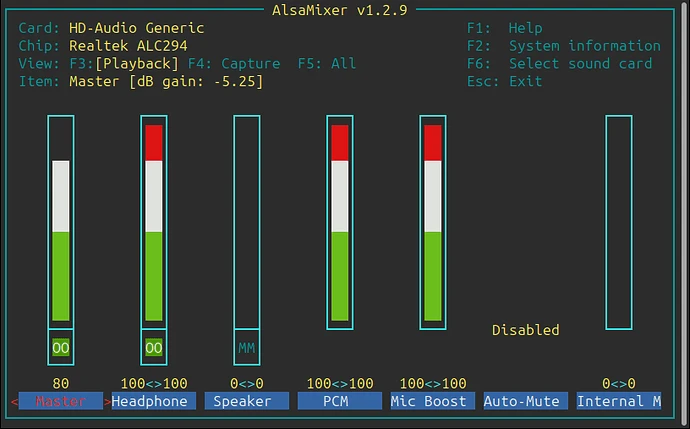 AlsaMixer v1.2.9
Card: HD-Audio Generic F1: Help
Chip: Realtek ALC294 F2: System information
View: F3:[Playback] F4: Capture F5: All F6: Select sound card
Item: Master [dB gain: -5.25] Esc: Exit
OO OO MM
Disabled
80 100<>100 0<>0 100<>100 100<>100 0<>0
< Master >Headphone Speaker PCM Mic Boost Auto-Mute Internal M